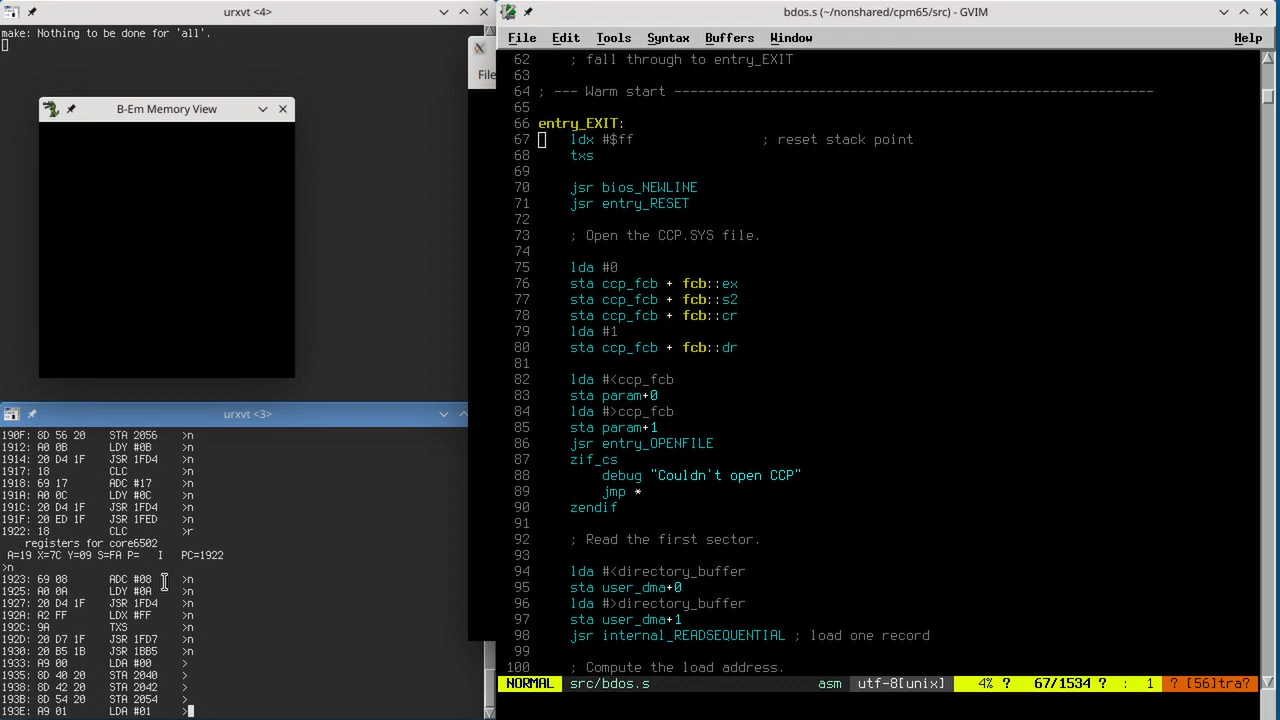 urxvt <4>
make: Nothing to be done for 'all'.
B-Em Memory View
File
urxvt <3>
190F: 8D 56 20 STA 2056 >n
1912: A0 0B LDY #0B >n
1914: 20 D4 1F JSR 1FD4 >n
1917: 18 CLC >n
1918: 69 17 ADC #17 >n
191A: A0 0C LDY #0C >n
191C: 20 D4 1F JSR 1FD4 >n
191F: 20 ED 1F JSR 1FED >n
1922: 18 CLC >r
registers for core6502
A=19 X=7C Y=09 S=FA P= I PC=1922
>n
1923: 69 08 ADC #08 >n
1925: A0 0A LDY #0A >n
1927: 20 D4 1F JSR 1FD4 >n
192A: A2 FF LDX #FF >n
192C: 9A TXS >n
192D: 20 D7 1F JSR 1FD7 >n
1930: 20 B5 1B JSR 1BB5 >n
1933: A9 00 LDA #00 >
1935: 8D 40 20 STA 2040 >
1938: 8D 42 20 STA 2042 >
193B: 8D 54 20 STA 2054 >
193E: A9 01 LDA #01 >
bdos.s (~/nonshared/cpm65/src) - GVIM
File Edit Tools Syntax Buffers Window Help
62 ; fall through to entry_EXIT
63
64 ; --- Warm start ------------------------------------------------------------
65
66 entry_EXIT:
67 ldx #$ff ; reset stack point
68 txs
69
70 jsr bios_NEWLINE
71 jsr entry_RESET
72
73 ; Open the CCP.SYS file.
74
75 lda #0
76 sta ccp_fcb + fcb::ex
77 sta ccp_fcb + fcb::s2
78 sta ccp_fcb + fcb::cr
79 lda #1
80 sta ccp_fcb + fcb::dr
81
82 lda #<ccp_fcb
83 sta param+0
84 lda #>ccp_fcb
85 sta param+1
86 jsr entry_OPENFILE
87 zif_cs
88 debug "Couldn't open CCP"
89 jmp *
90 zendif
91
92 ; Read the first sector.
93
94 lda #<directory_buffer
95 sta user_dma+0
96 lda #>directory_buffer
97 sta user_dma+1
98 jsr internal_READSEQUENTIAL ; load one record
99
100 ; Compute the load address.
NORMAL src/bdos.s asm utf-8[unix] 4% ? 67/1534 ? : 1 ? [56]tra?